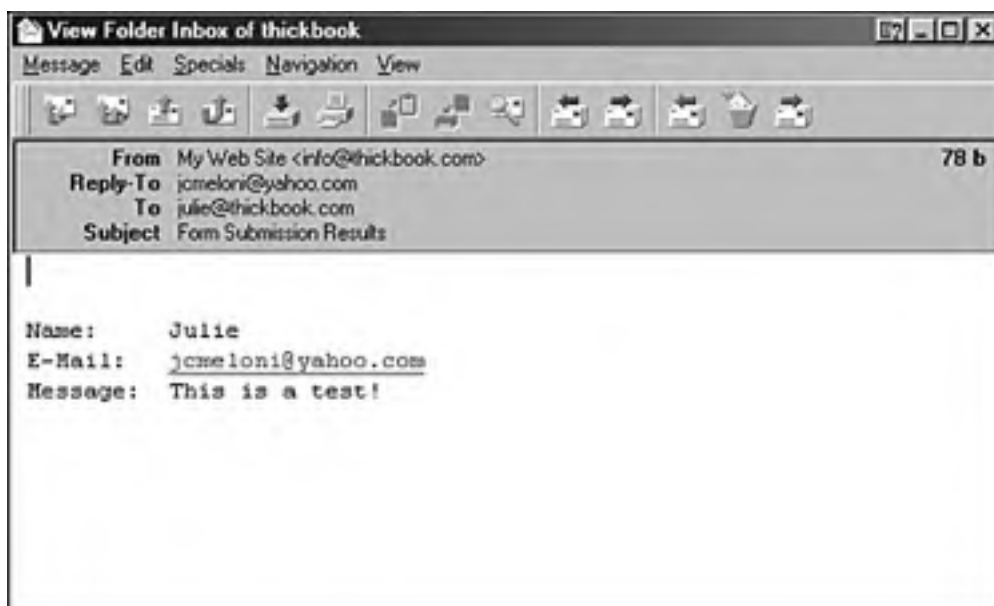 View Folder Inbox of thickbook
Message Edit Specials Navigation View
From My Web Site <info@thickbook.com> 78 b
Reply-To jcmeloni@yahoo.com
To julie@thickbook.com
Subject Form Submission Results
Name: Julie
E-Mail: jcmeloni@yahoo.com
Message: This is a test!